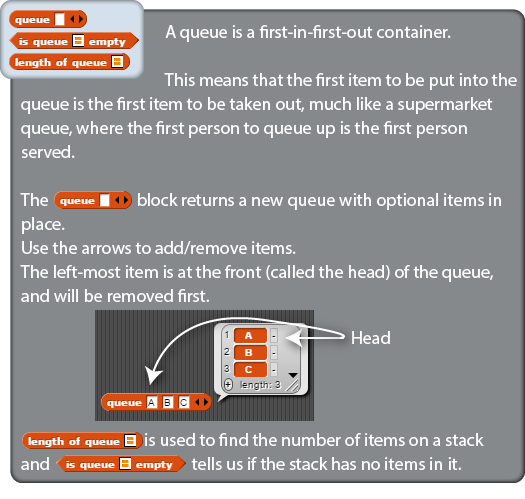 queue
is queue empty
length of queue
A queue is a first-in-first-out container.
This means that the first item to be put into the
queue is the first item to be taken out, much like a supermarket
queue, where the first person to queue up is the first person
served.
The queue block returns a new queue with optional items in
place.
Use the arrows to add/remove items.
The left-most item is at the front (called the head) of the queue,
and will be removed first.
1 A -
2 B -
3 C -
+ length: 3
Head
queue A B C
length of queue is used to find the number of items on a stack
and is queue empty tells us if the stack has no items in it.